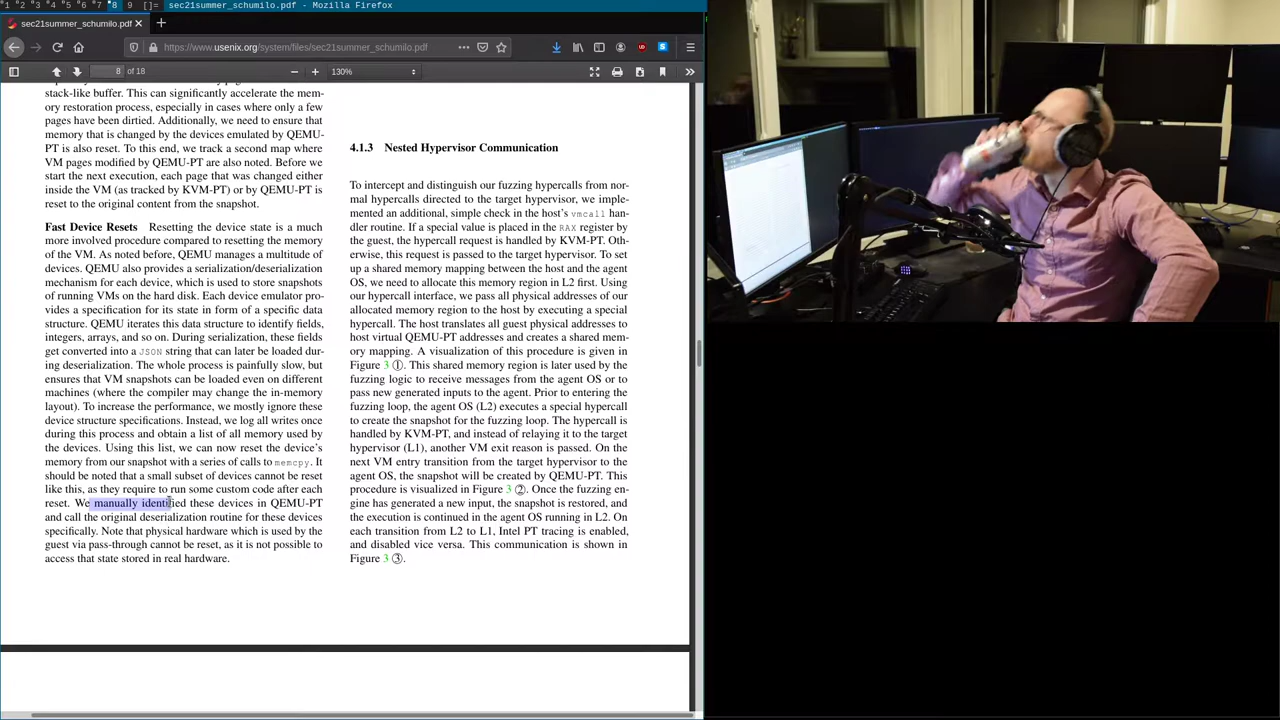 1 2 3 4 5 6 7 8 9 []= sec21summer_schumilo.pdf - Mozilla Firefox
sec21summer_schumilo.pdf
https://www.usenix.org/system/files/sec21summer_schumilo.pdf
8 of 18
130%
stack-like buffer. This can significantly accelerate the mem-
ory restoration process, especially in cases where only a few
pages have been dirtied. Additionally, we need to ensure that
memory that is changed by the devices emulated by QEMU-
PT is also reset. To this end, we track a second map where
VM pages modified by QEMU-PT are also noted. Before we
start the next execution, each page that was changed either
inside the VM (as tracked by KVM-PT) or by QEMU-PT is
reset to the original content from the snapshot.
Fast Device Resets Resetting the device state is a much
more involved procedure compared to resetting the memory
of the VM. As noted before, QEMU manages a multitude of
devices. QEMU also provides a serialization/deserialization
mechanism for each device, which is used to store snapshots
of running VMs on the hard disk. Each device emulator pro-
vides a specification for its state in form of a specific data
structure. QEMU iterates this data structure to identify fields,
integers, arrays, and so on. During serialization, these fields
get converted into a JSON string that can later be loaded dur-
ing deserialization. The whole process is painfully slow, but
ensures that VM snapshots can be loaded even on different
machines (where the compiler may change the in-memory
layout). To increase the performance, we mostly ignore these
device structure specifications. Instead, we log all writes once
during this process and obtain a list of all memory used by
the devices. Using this list, we can now reset the device's
memory from our snapshot with a series of calls to memcpy. It
should be noted that a small subset of devices cannot be reset
like this, as they require to run some custom code after each
reset. We manually identified these devices in QEMU-PT
and call the original deserialization routine for these devices
specifically. Note that physical hardware which is used by the
guest via pass-through cannot be reset, as it is not possible to
access that state stored in real hardware.
4.1.3 Nested Hypervisor Communication
To intercept and distinguish our fuzzing hypercalls from nor-
mal hypercalls directed to the target hypervisor, we imple-
mented an additional, simple check in the host's vmcall han-
dler routine. If a special value is placed in the RAX register by
the guest, the hypercall request is handled by KVM-PT. Oth-
erwise, this request is passed to the target hypervisor. To set
up a shared memory mapping between the host and the agent
OS, we need to allocate this memory region in L2 first. Using
our hypercall interface, we pass all physical addresses of our
allocated memory region to the host by executing a special
hypercall. The host translates all guest physical addresses to
host virtual QEMU-PT addresses and creates a shared mem-
ory mapping. A visualization of this procedure is given in
Figure 3 ①. This shared memory region is later used by the
fuzzing logic to receive messages from the agent OS or to
pass new generated inputs to the agent. Prior to entering the
fuzzing loop, the agent OS (L2) executes a special hypercall
to create the snapshot for the fuzzing loop. The hypercall is
handled by KVM-PT, and instead of relaying it to the target
hypervisor (L1), another VM exit reason is passed. On the
next VM entry transition from the target hypervisor to the
agent OS, the snapshot will be created by QEMU-PT. This
procedure is visualized in Figure 3 ②. Once the fuzzing en-
gine has generated a new input, the snapshot is restored, and
the execution is continued in the agent OS running in L2. On
each transition from L2 to L1, Intel PT tracing is enabled,
and disabled vice versa. This communication is shown in
Figure 3 ③.